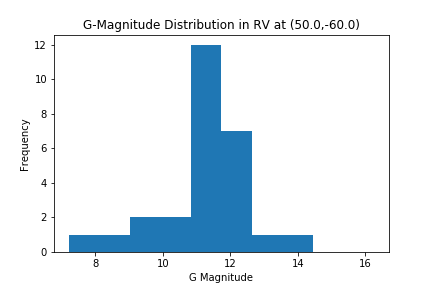 G-Magnitude Distribution in RV at (50.0,-60.0)
12
10
8
6
4
2
0
Frequency
8 10 12 14 16
G Magnitude